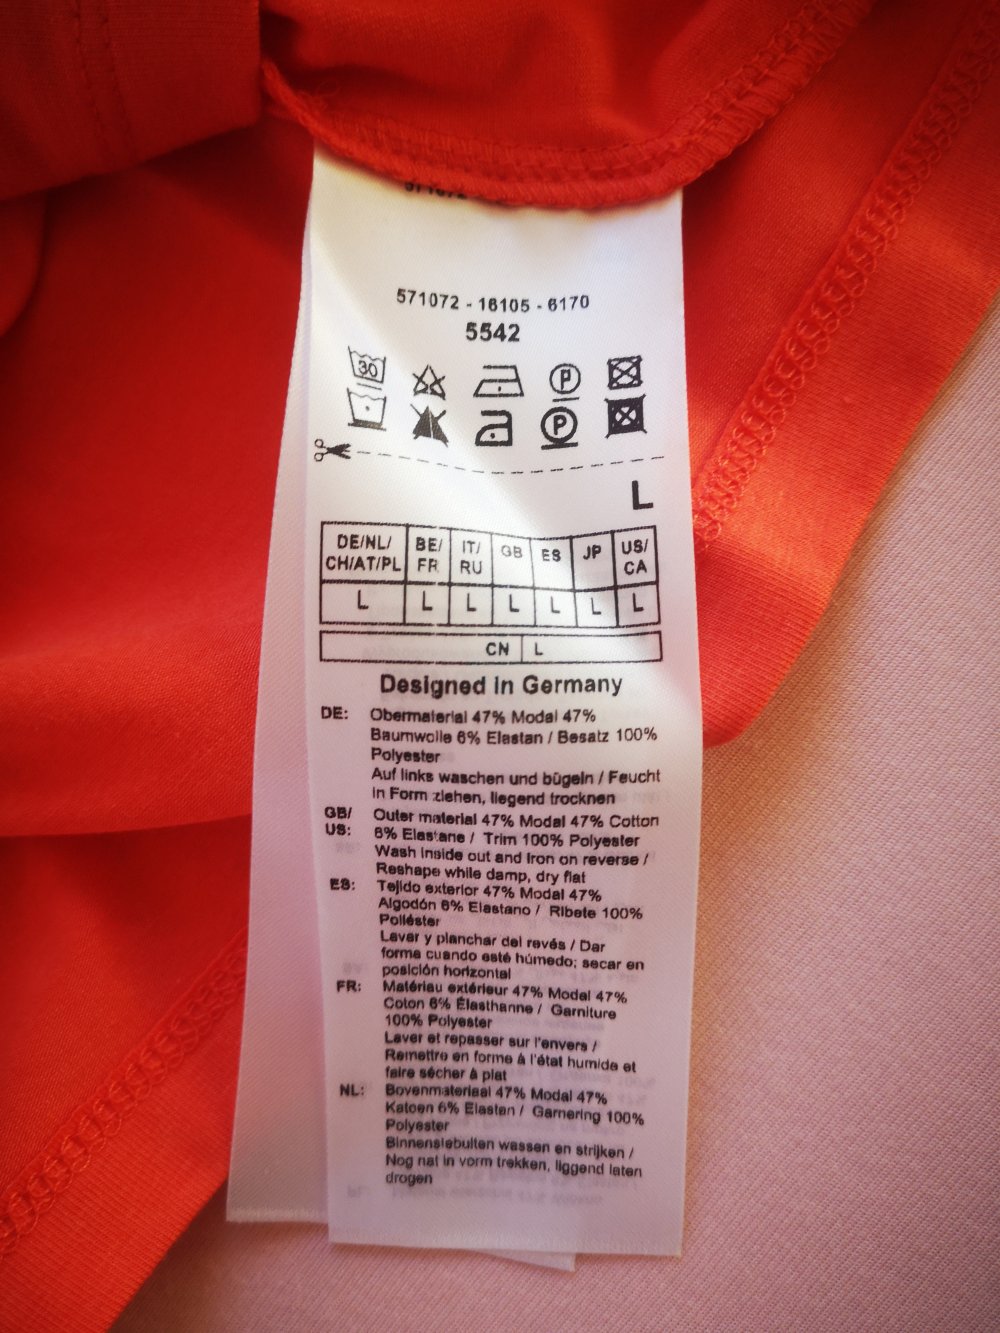 571072 - 16105 - 6170
5542
30
P
P
L
DE/NL/ CH/AT/PL BE/ FR IT/ RU GB ES JP US/ CA
L L L L L L L
CN L
Designed in Germany
DE: Obermaterial 47% Modal 47%
Baumwolle 6% Elastan / Besatz 100%
Polyester
Auf links waschen und bügeln / Feucht
in Form ziehen, liegend trocknen
GB/ Outer material 47% Modal 47% Cotton
US: 6% Elastane / Trim 100% Polyester
Wash inside out and iron on reverse /
Reshape while damp, dry flat
ES: Tejido exterior 47% Modal 47%
Algodón 6% Elastano / Ribete 100%
Poliéster
Lavar y planchar del revés / Dar
forma cuando esté húmedo; secar en
posición horizontal
FR: Matériau extérieur 47% Modal 47%
Coton 6% Élasthanne / Garniture
100% Polyester
Laver et repasser sur l'envers /
Remettre en forme à l'état humide et
faire sécher à plat
NL: Bovenmateriaal 47% Modal 47%
Katoen 6% Elastan / Garnering 100%
Polyester
Binnenstebuiten wassen en strijken /
Nog nat in vorm trekken, liggend laten
drogen